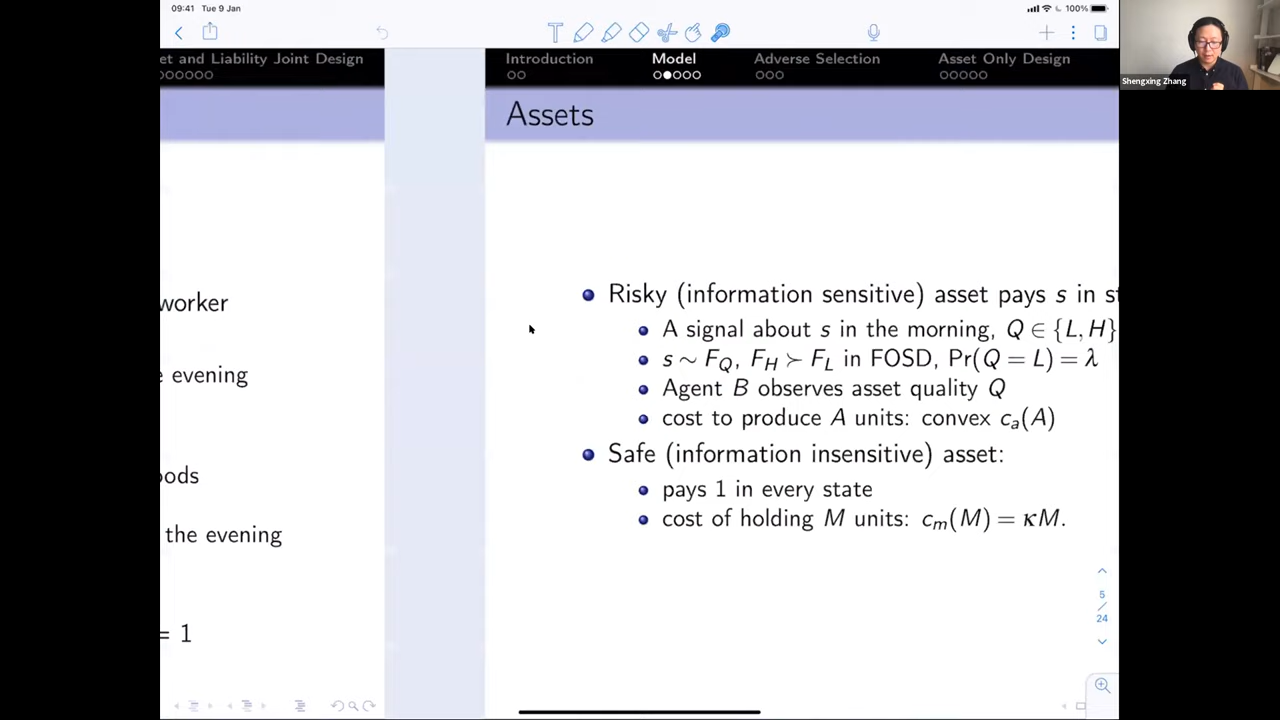 09:41 Tue 9 Jan
100%
et and Liability Joint Design
Introduction
Model
Adverse Selection
Asset Only Design
Shengxing Zhang
Assets
worker
evening
oods
the evening
= 1
Risky (information sensitive) asset pays s in st
A signal about s in the morning, Q ∈ {L, H}
s ∼ F_Q, F_H ≻ F_L in FOSD, Pr(Q = L) = λ
Agent B observes asset quality Q
cost to produce A units: convex c_a(A)
Safe (information insensitive) asset:
pays 1 in every state
cost of holding M units: c_m(M) = κM.
5
/
24